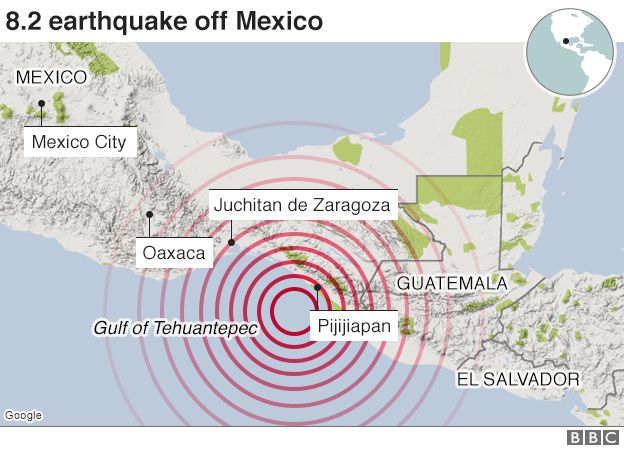 8.2 earthquake off Mexico
MEXICO
Mexico City
Juchitan de Zaragoza
Oaxaca
GUATEMALA
Gulf of Tehuantepec
Pijijiapan
EL SALVADOR
Google
BBC